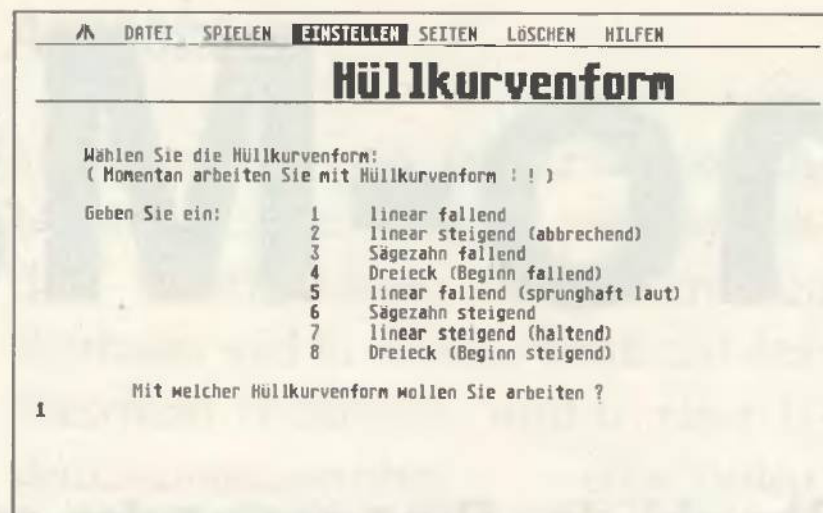 DATEI SPIELEN EINSTELLEN SEITEN LÖSCHEN HILFEN
Hüllkurvenform
Wählen Sie die Hüllkurvenform:
( Momentan arbeiten Sie mit Hüllkurvenform : ! )
Geben Sie ein: 1 linear fallend
2 linear steigend (abbrechend)
3 Sägezahn fallend
4 Dreieck (Beginn fallend)
5 linear fallend (sprunghaft laut)
6 Sägezahn steigend
7 linear steigend (haltend)
8 Dreieck (Beginn steigend)
Mit welcher Hüllkurvenform wollen Sie arbeiten ?
1